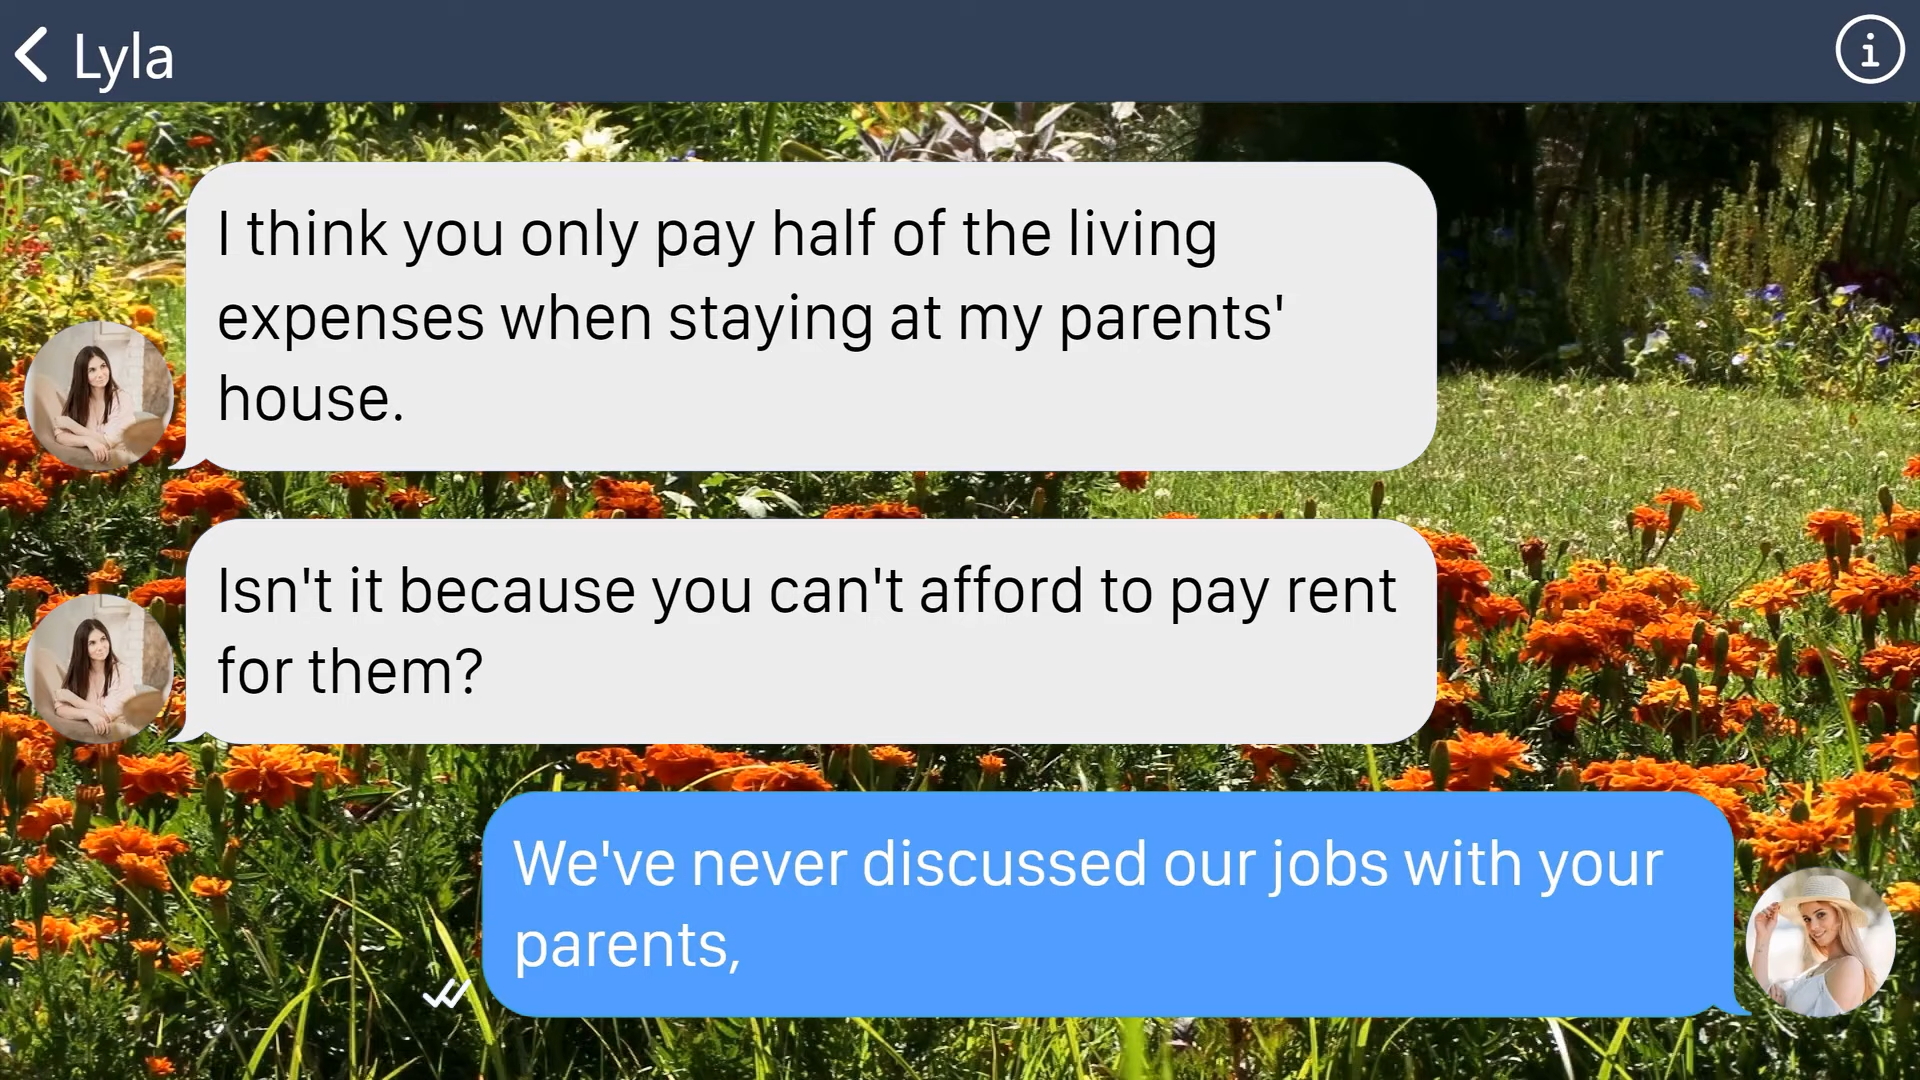 Lyla
I think you only pay half of the living
expenses when staying at my parents'
house.
Isn't it because you can't afford to pay rent
for them?
We've never discussed our jobs with your
parents,